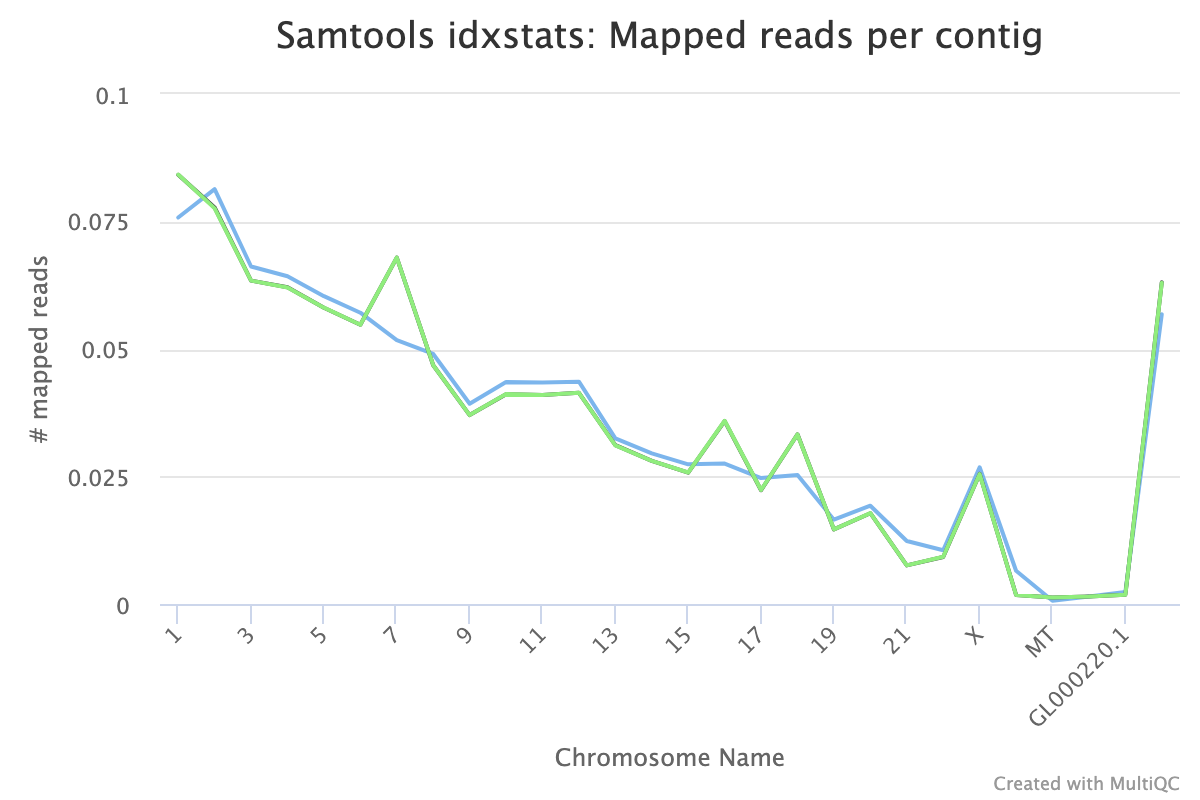 Samtools idxstats: Mapped reads per contig
0.1
0.075
0.05
0.025
0
# mapped reads
1
3
5
7
9
11
13
15
17
19
21
X
MT
GL000220.1
Chromosome Name
Created with MultiQC